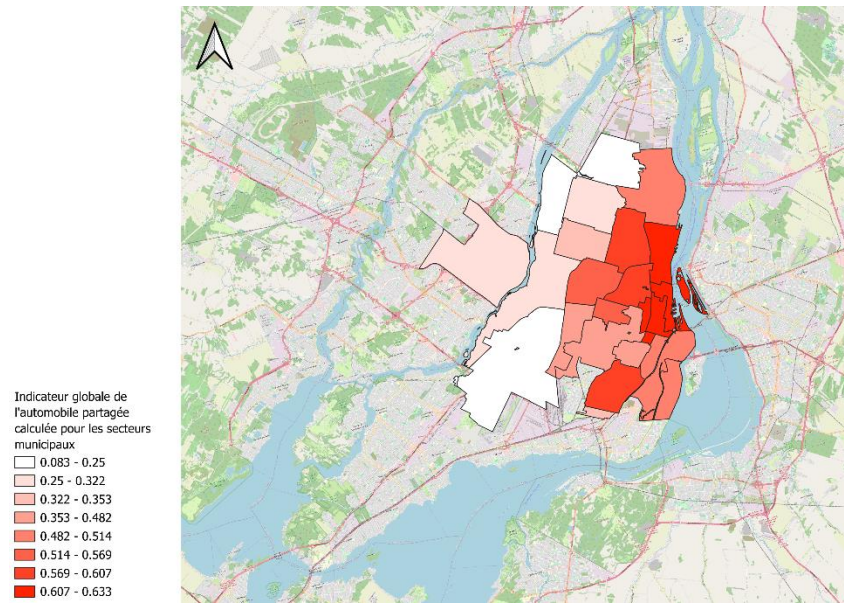 Indicateur globale de
l'automobile partagée
calculée pour les secteurs
municipaux
0.083 - 0.25
0.25 - 0.322
0.322 - 0.353
0.353 - 0.482
0.482 - 0.514
0.514 - 0.569
0.569 - 0.607
0.607 - 0.633